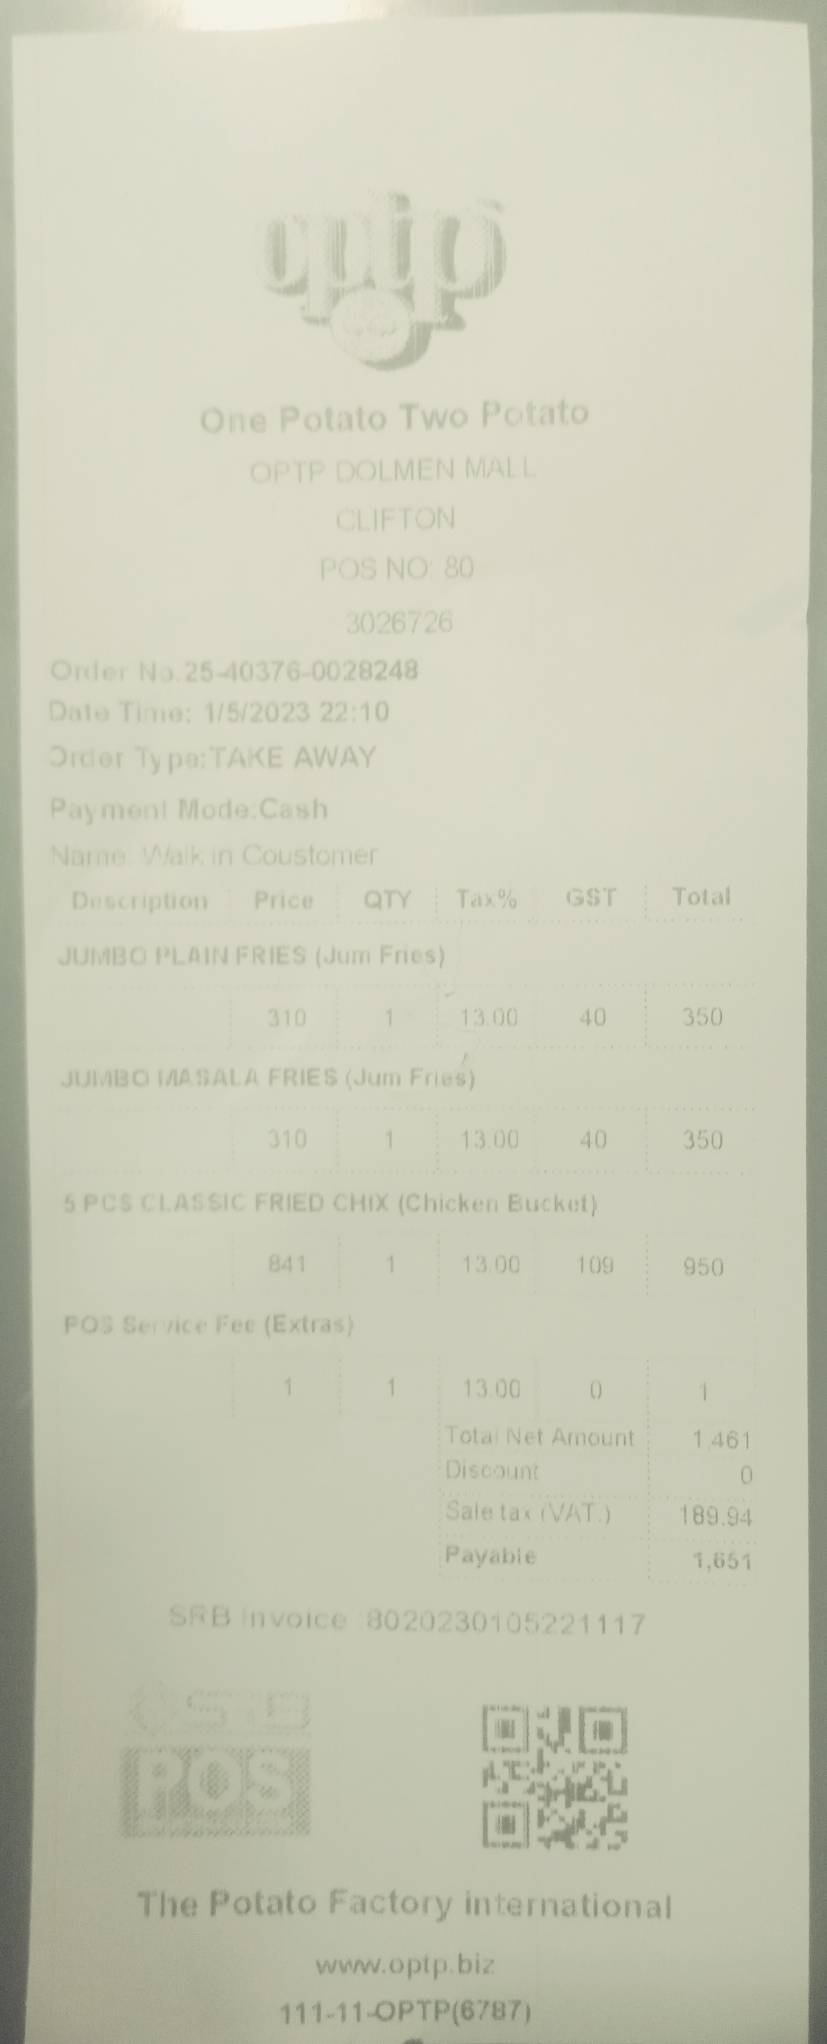 optp
One Potato Two Potato
OPTP DOLMEN MALL
CLIFTON
POS NO: 80
3026726
Order No.25-40376-0028248
Date Time: 1/5/2023 22:10
Order Type:TAKE AWAY
Payment Mode:Cash
Name: Walk in Coustomer
Description Price QTY Tax% GST Total
JUMBO PLAIN FRIES (Jum Fries)
310 1 13.00 40 350
JUMBO MASALA FRIES (Jum Fries)
310 1 13.00 40 350
5 PCS CLASSIC FRIED CHIX (Chicken Bucket)
841 1 13.00 109 950
POS Service Fee (Extras)
1 1 13.00 0 1
Total Net Amount 1,461
Discount 0
Sale tax (VAT.) 189.94
Payable 1,651
SRB Invoice :8020230105221117
POS
The Potato Factory international
www.optp.biz
111-11-OPTP(6787)